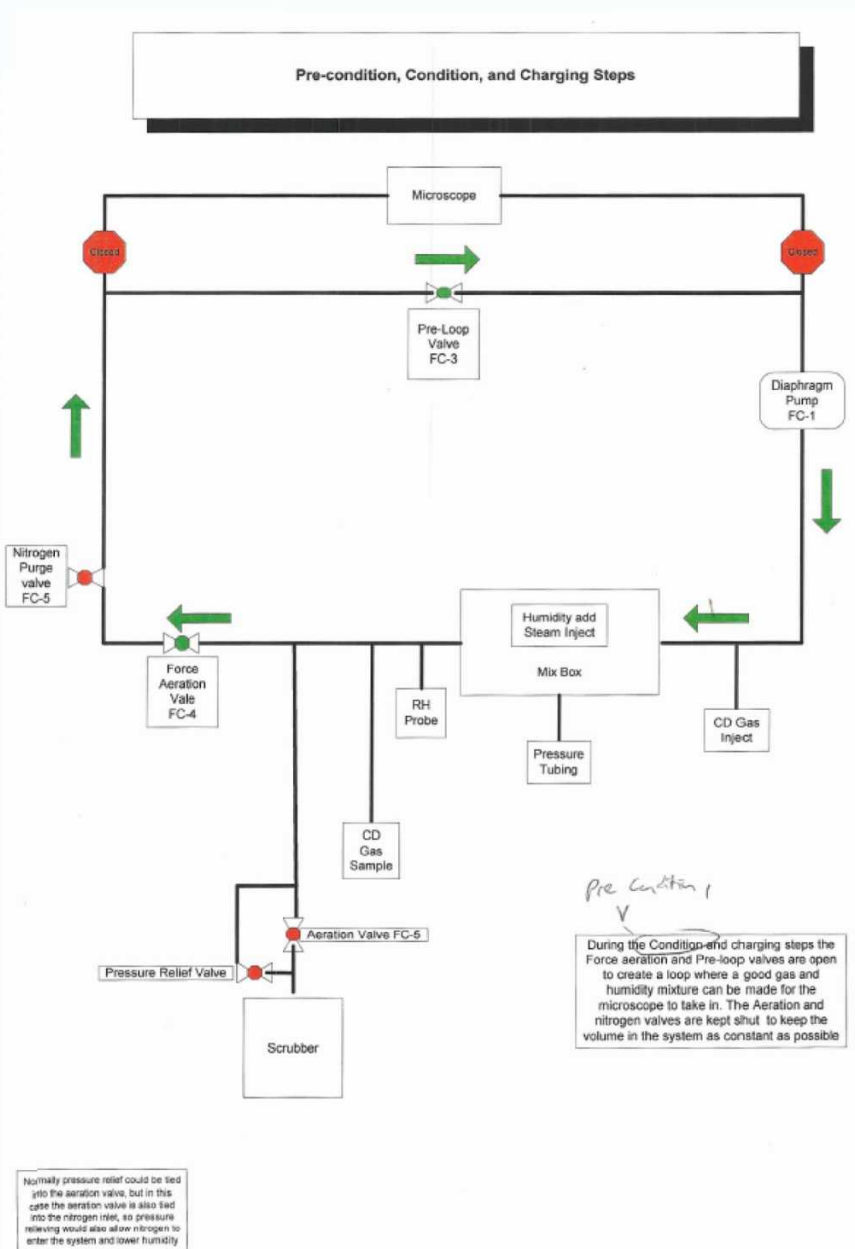 Pre-condition, Condition, and Charging Steps
Microscope
Closed
Closed
Pre-Loop
Valve
FC-3
Diaphragm
Pump
FC-1
Nitrogen
Purge
valve
FC-5
Humidity add
Steam Inject
Mix Box
Force
Aeration
Vale
FC-4
RH
Probe
Pressure
Tubing
CD Gas
Inject
CD
Gas
Sample
Pre Condition,
Aeration Valve FC-5
Pressure Relief Valve
During the Condition and charging steps the
Force aeration and Pre-loop valves are open
to create a loop where a good gas and
humidity mixture can be made for the
microscope to take in. The Aeration and
nitrogen valves are kept shut to keep the
volume in the system as constant as possible
Scrubber
Normally pressure relief could be tied
into the aeration valve, but in this
case the aeration valve is also tied
into the nitrogen inlet, so pressure
relieving would also allow nitrogen to
enter the system and lower humidity